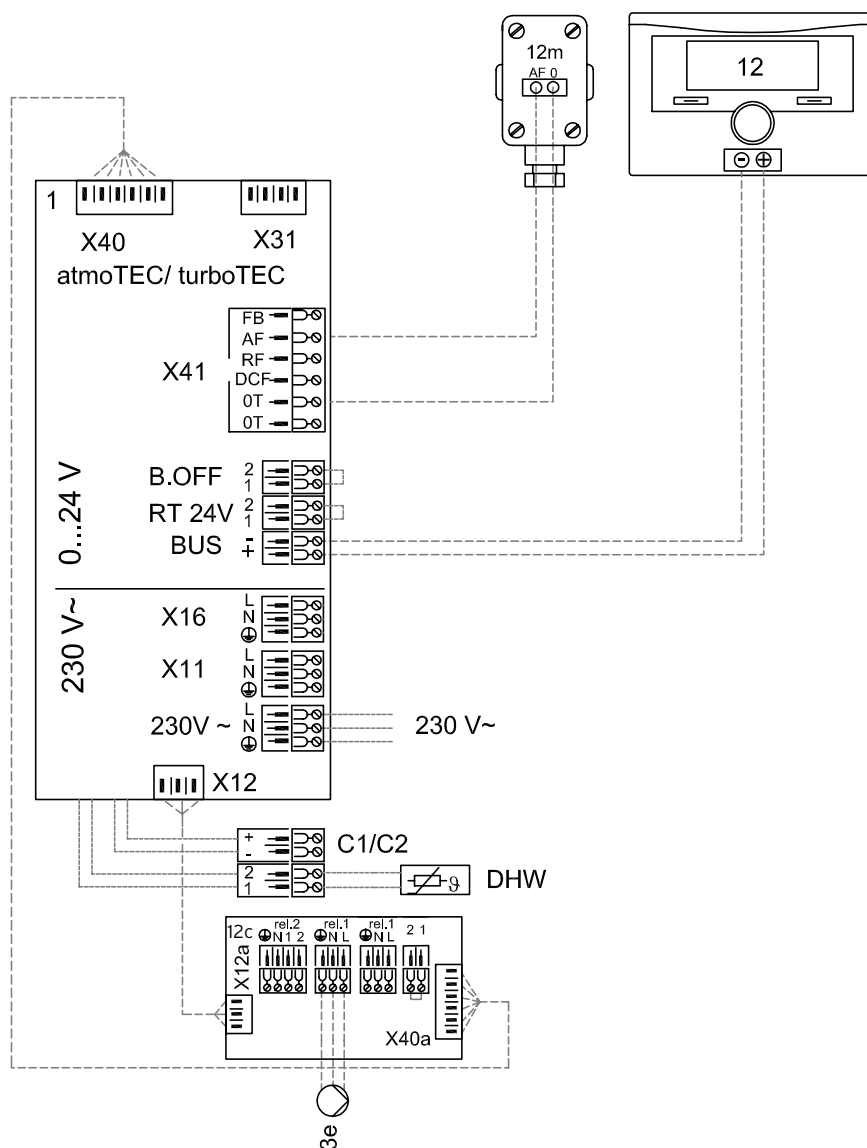 12m
AF 0
12
- +
1
X40
X31
atmoTEC/ turboTEC
X41
FB
AF
RF
DCF
0T
0T
0...24 V
B.OFF
2
1
RT 24V
2
1
BUS
-
+
230 V~
X16
L
N
X11
L
N
230V ~
L
N
230 V~
X12
+
-
C1/C2
2
1
DHW
ϑ
12c
rel.2
N 1 2
rel.1
N L
rel.1
N L
2 1
X12a
X40a
3e